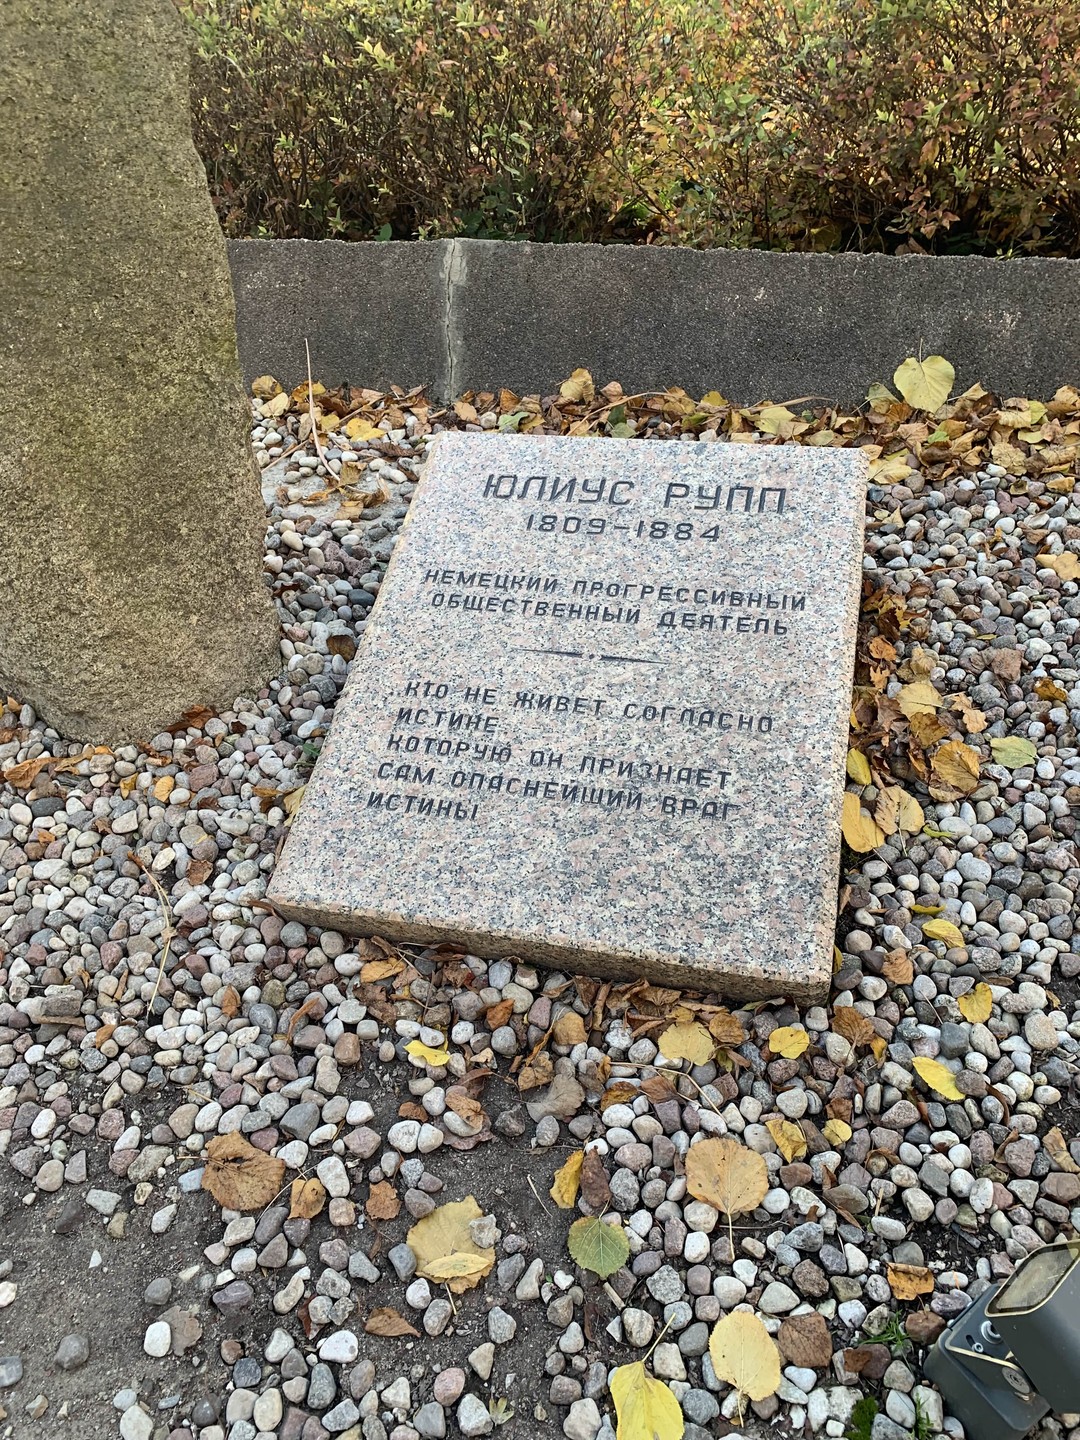 ЮЛИУС РУПП
1809-1884
НЕМЕЦКИЙ ПРОГРЕССИВНЫЙ
ОБЩЕСТВЕННЫЙ ДЕЯТЕЛЬ
КТО НЕ ЖИВЕТ СОГЛАСНО
ИСТИНЕ,
КОТОРУЮ ОН ПРИЗНАЕТ
САМ ОПАСНЕЙШИЙ ВРАГ
ИСТИНЫ